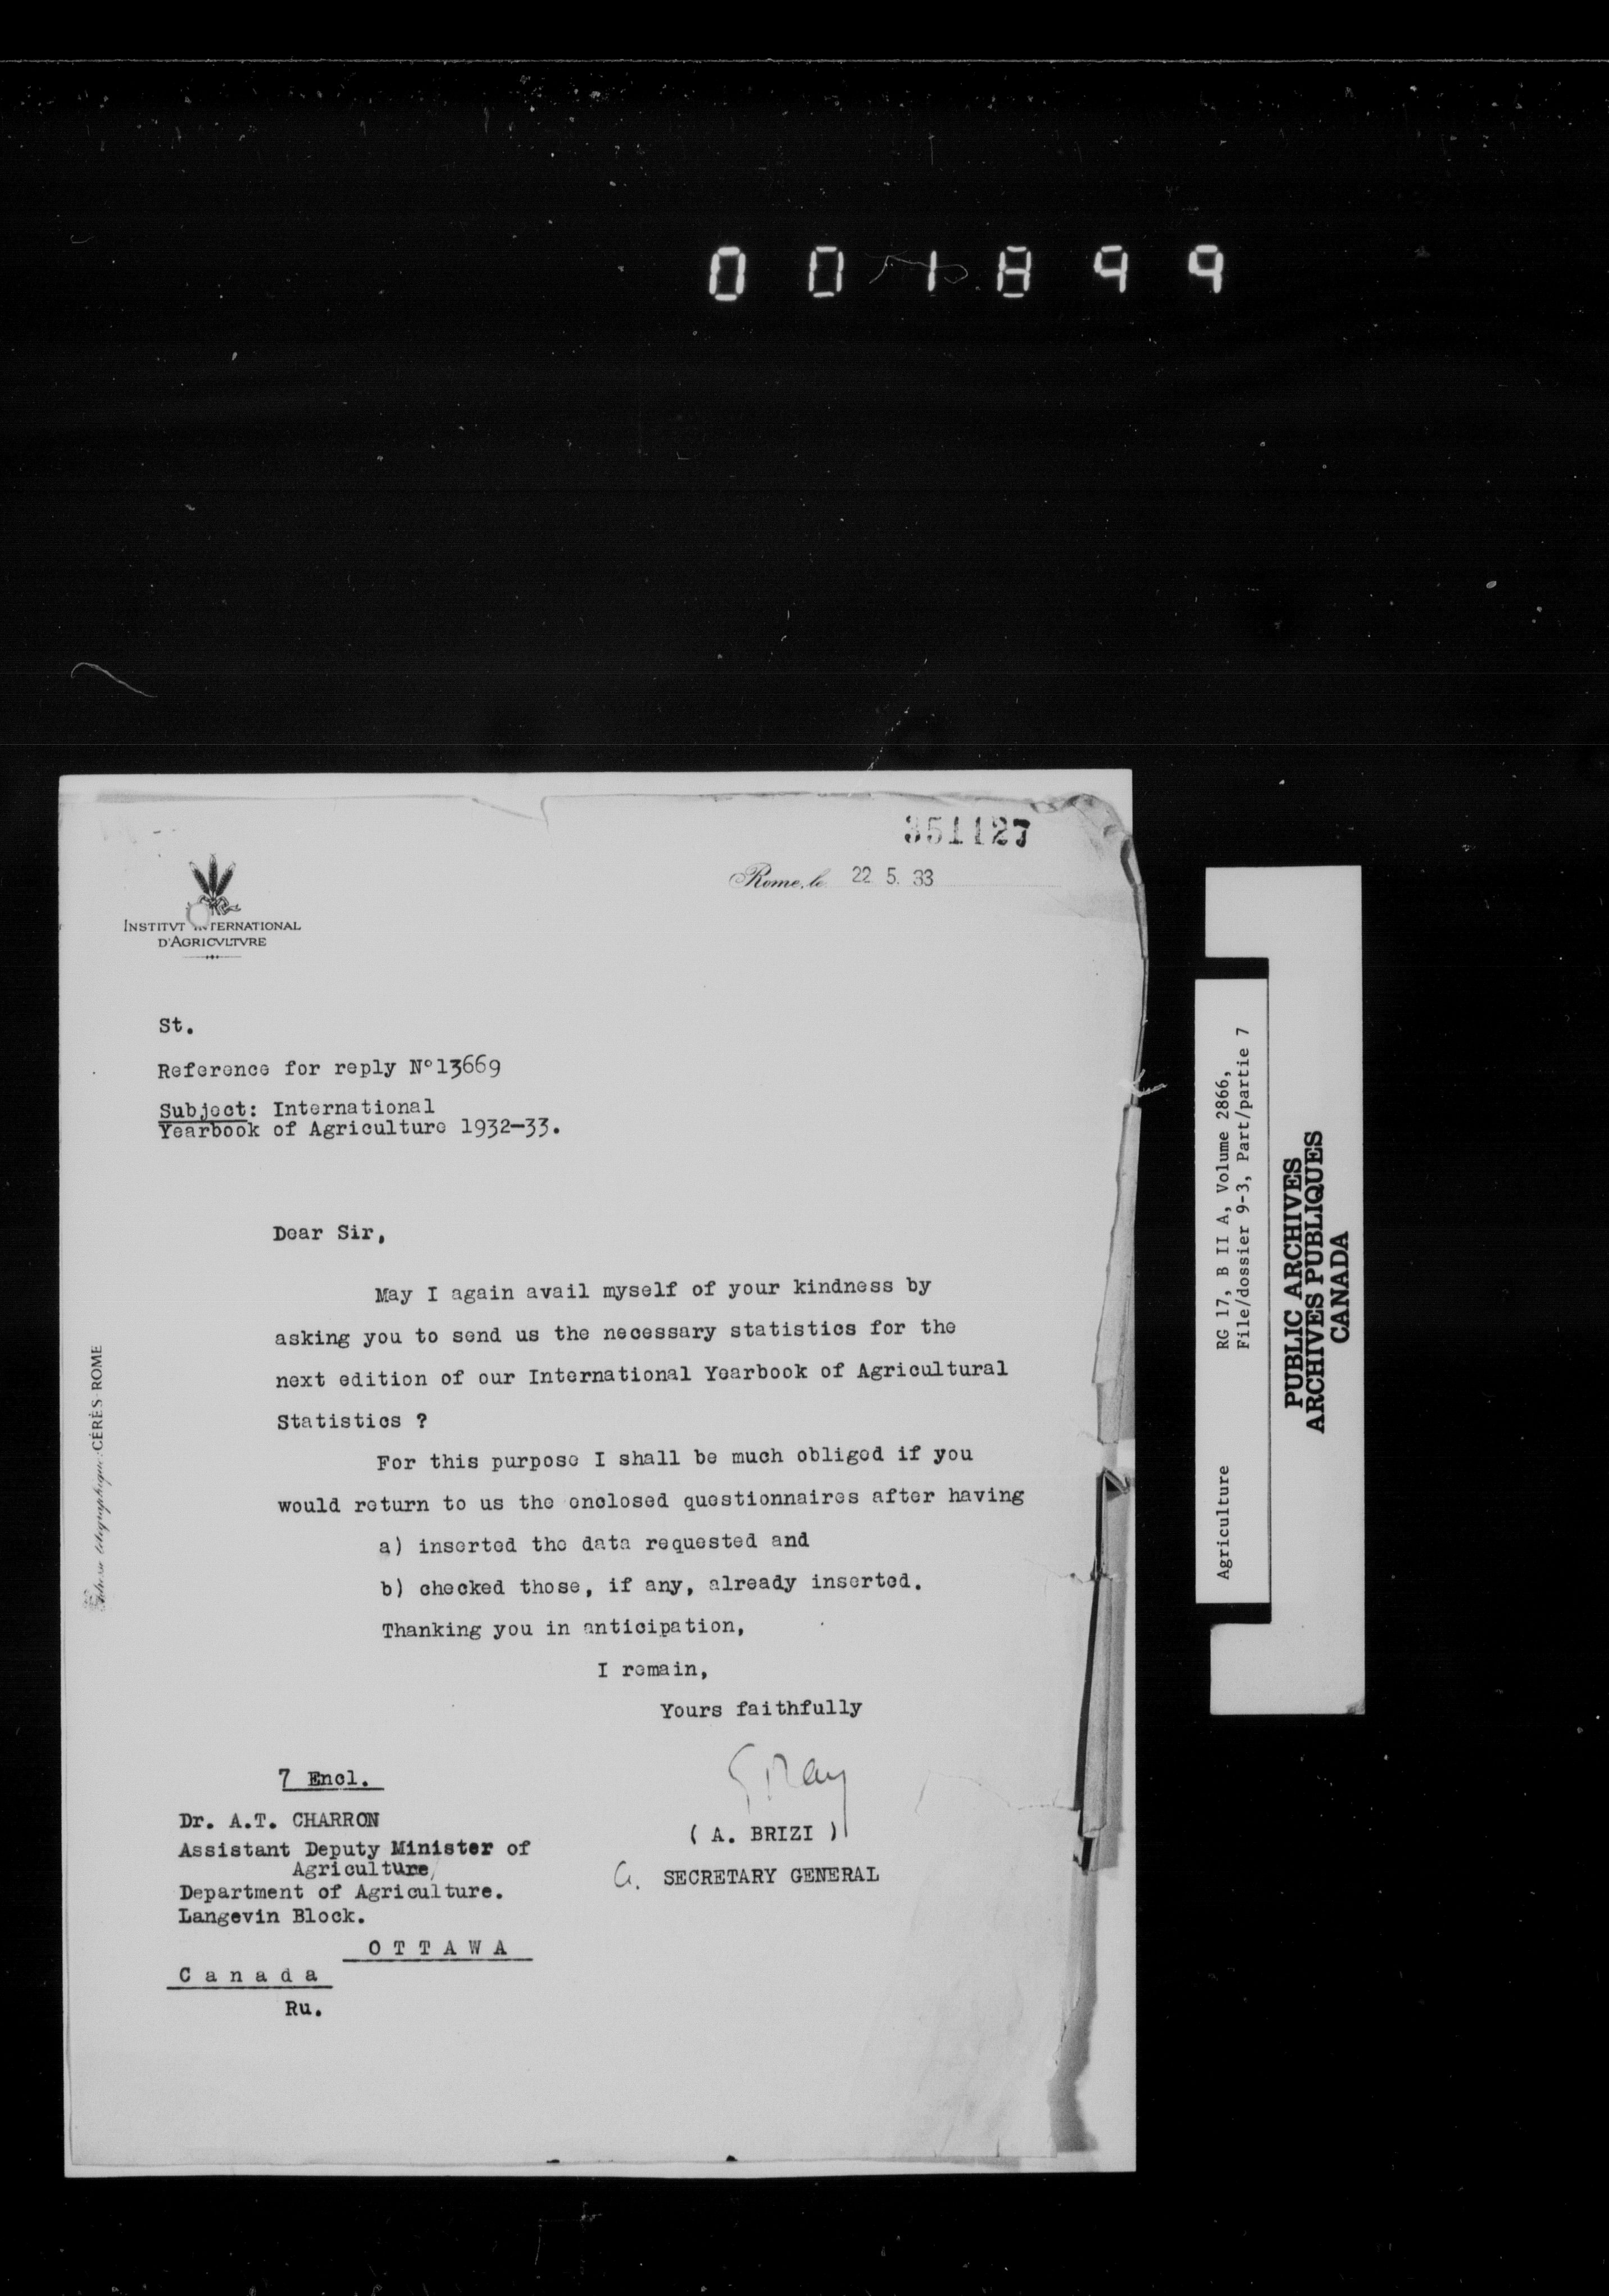 001899
351127
Rome, le 22 5. 33
INSTITVT INTERNATIONAL
D'AGRICVLTVRE
St.
Reference for reply Nº13669
Subject: International
Yearbook of Agriculture 1932-33.
Dear Sir,
May I again avail myself of your kindness by
asking you to send us the necessary statistics for the
next edition of our International Yearbook of Agricultural
Statistics ?
For this purpose I shall be much obliged if you
would return to us the enclosed questionnaires after having
a) inserted the data requested and
b) checked those, if any, already inserted.
Thanking you in anticipation,
I remain,
Yours faithfully
7 Encl.
Dr. A.T. CHARRON
Assistant Deputy Minister of
Agriculture,
Department of Agriculture.
Langevin Block.
O T T A W A
C a n a d a
Ru.
( A. BRIZI )
SECRETARY GENERAL
Adresse télégraphique: CÉRÈS-ROME
Agriculture RG 17, B II A, Volume 2866,
File/dossier 9-3, Part/partie 7
PUBLIC ARCHIVES
ARCHIVES PUBLIQUES
CANADA